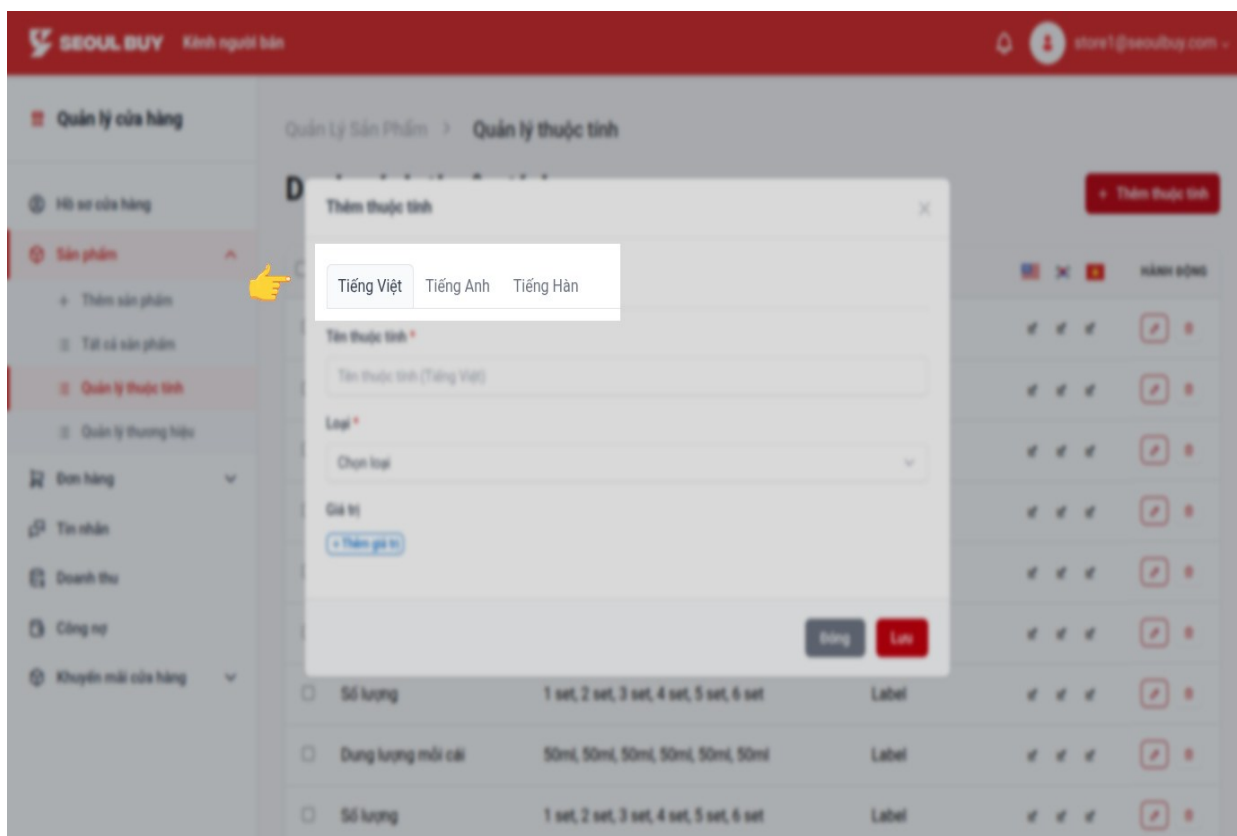 SEOUL BUY Kênh người bán store1@seoulbuy.com
Quản lý cửa hàng
Quản Lý Sản Phẩm > Quản lý thuộc tính
Hồ sơ cửa hàng
Thêm thuộc tính
+ Thêm thuộc tính
Sản phẩm
HÀNH ĐỘNG
Tiếng Việt Tiếng Anh Tiếng Hàn
+ Thêm sản phẩm
Tên thuộc tính *
Tất cả sản phẩm
Tên thuộc tính (Tiếng Việt)
Quản lý thuộc tính
Loại *
Quản lý thương hiệu
Chọn loại
Đơn hàng
Giá trị
Tin nhắn
+ Thêm giá trị
Doanh thu
Công nợ
Đóng Lưu
Khuyến mãi cửa hàng
Số lượng 1 set, 2 set, 3 set, 4 set, 5 set, 6 set Label
Dung lượng mỗi cái 50ml, 50ml, 50ml, 50ml, 50ml, 50ml Label
Số lượng 1 set, 2 set, 3 set, 4 set, 5 set, 6 set Label